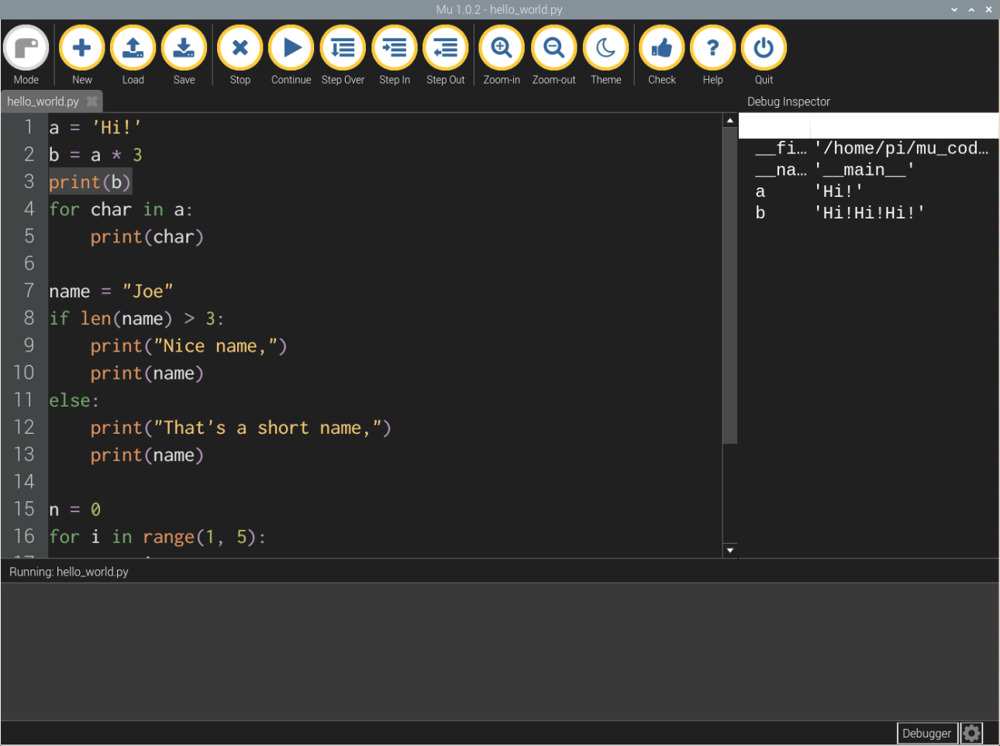 Mu 1.0.2 - hello_world.py
Mode New Load Save Stop Continue Step Over Step In Step Out Zoom-in Zoom-out Theme Check Help Quit
hello_world.py
Debug Inspector
1 a = 'Hi!'
2 b = a * 3
3 print(b)
4 for char in a:
5     print(char)
6
7 name = "Joe"
8 if len(name) > 3:
9     print("Nice name,")
10     print(name)
11 else:
12     print("That's a short name,")
13     print(name)
14
15 n = 0
16 for i in range(1, 5):
__fi… '/home/pi/mu_cod…
__na… '__main__'
a 'Hi!'
b 'Hi!Hi!Hi!'
Running: hello_world.py
Debugger